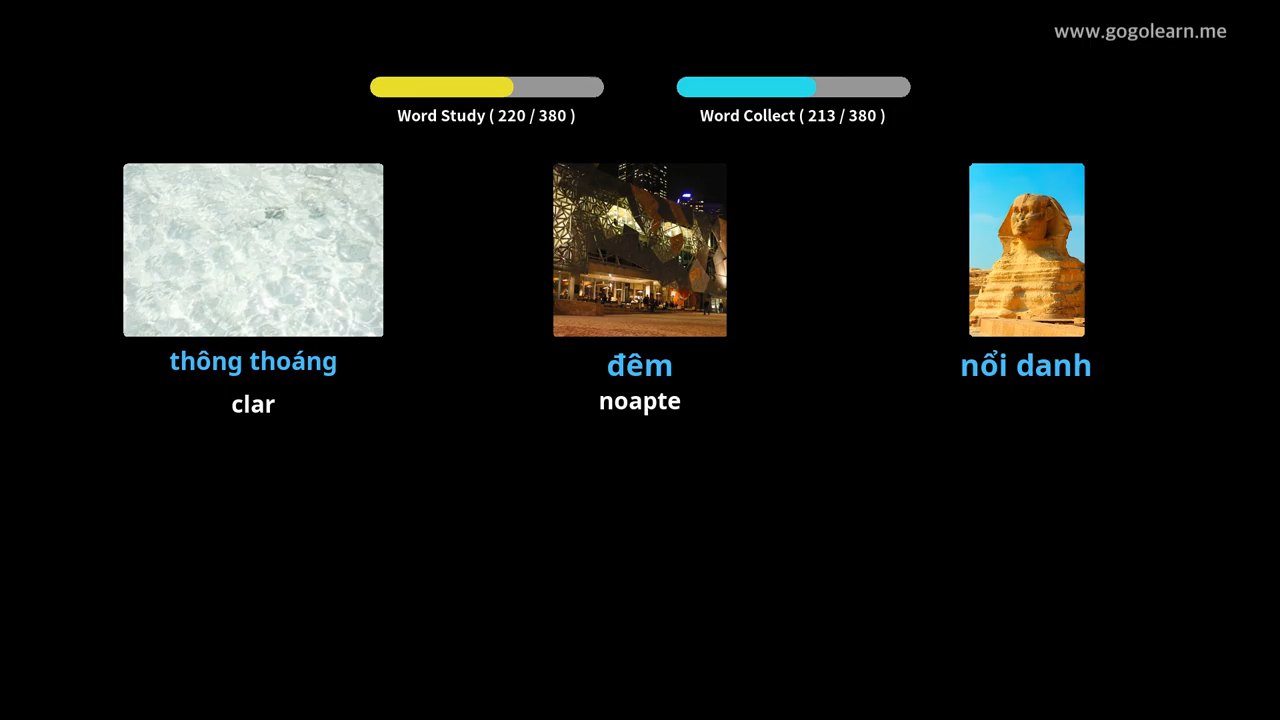 www.gogolearn.me
Word Study ( 220 / 380 )
Word Collect ( 213 / 380 )
thông thoáng
đêm
nổi danh
clar
noapte